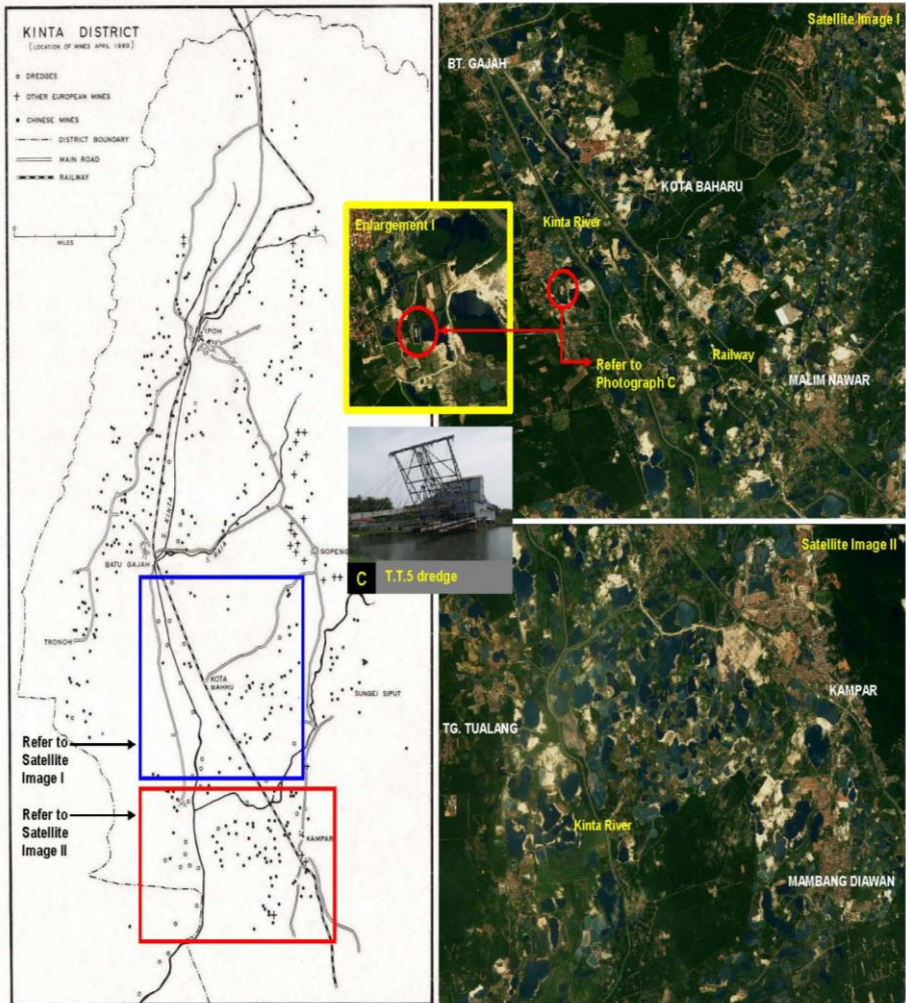 KINTA DISTRICT
(LOCATION OF MINES APRIL 1960)
DREDGES
OTHER EUROPEAN MINES
CHINESE MINES
DISTRICT BOUNDARY
MAIN ROAD
RAILWAY
MILES
IPOH
S. KINTA
S. RAIA
BATU GAJAH
GOPENG
TRONOH
KOTA
BAHRU
SUNGEI SIPUT
KAMPAR
Refer to
Satellite
Image I
Refer to
Satellite
Image II
Enlargement I
C T.T.5 dredge
Satellite Image I
BT. GAJAH
KOTA BAHARU
Kinta River
Railway
Refer to
Photograph C
MALIM NAWAR
Satellite Image II
KAMPAR
TG. TUALANG
Kinta River
MAMBANG DIAWAN